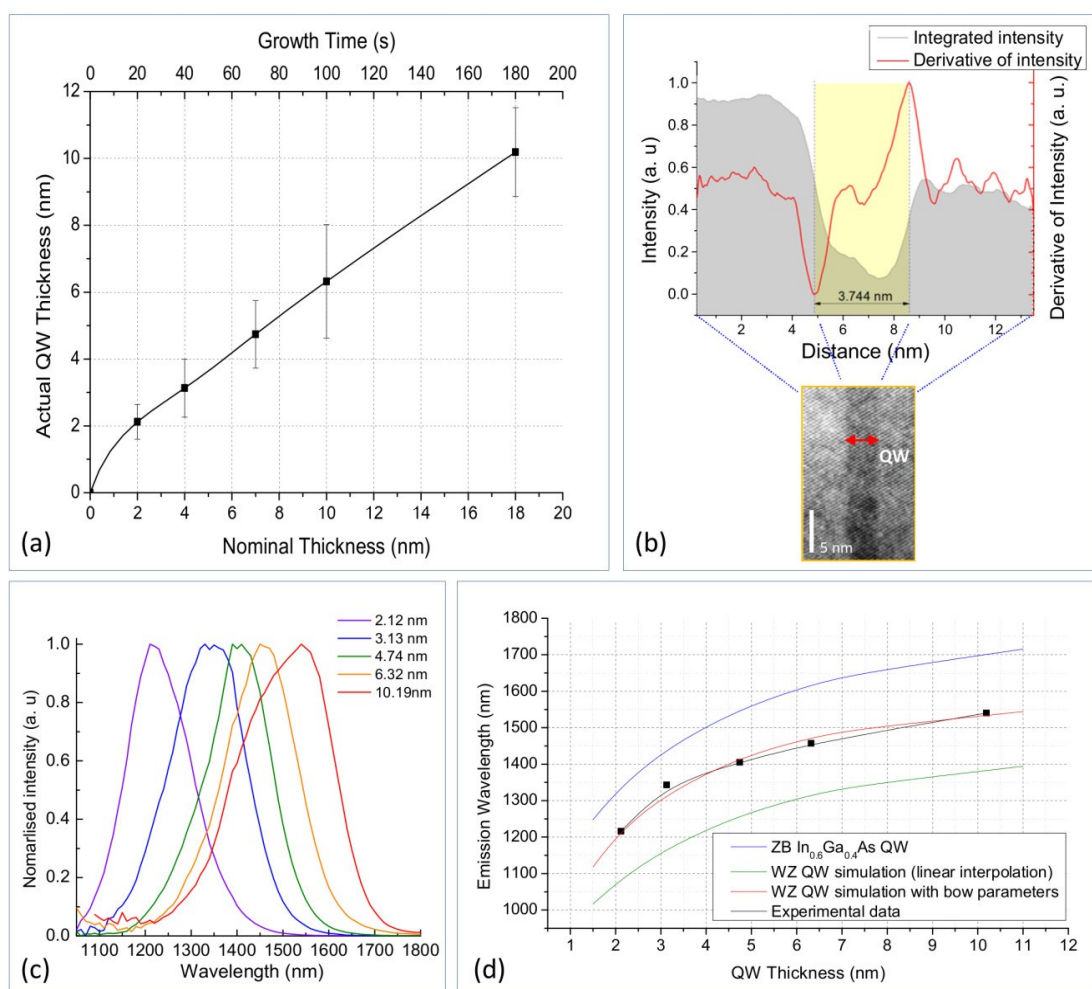 Growth Time (s)
0 20 40 60 80 100 120 140 160 180 200
12
10
8
6
4
2
0
Actual QW Thickness (nm)
0 2 4 6 8 10 12 14 16 18 20
Nominal Thickness (nm)
(a)
(b)
Integrated intensity
Derivative of intensity
1.0
0.8
0.6
0.4
0.2
0.0
Intensity (a. u)
Derivative of Intensity (a. u.)
3.744 nm
2 4 6 8 10 12
Distance (nm)
QW
5 nm
2.12 nm
3.13 nm
4.74 nm
6.32 nm
10.19nm
1.0
0.8
0.6
0.4
0.2
0.0
Nomarlised intensity (a. u)
1100 1200 1300 1400 1500 1600 1700 1800
Wavelength (nm)
(c)
1800
1700
1600
1500
1400
1300
1200
1100
1000
Emission Wavelength (nm)
ZB In0.6Ga0.4As QW
WZ QW simulation (linear interpolation)
WZ QW simulation with bow parameters
Experimental data
1 2 3 4 5 6 7 8 9 10 11 12
QW Thickness (nm)
(d)